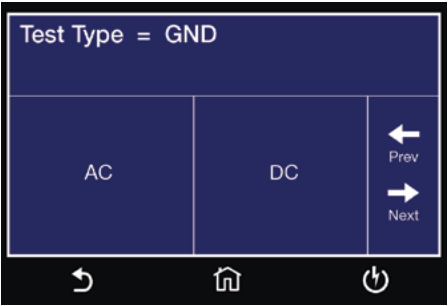 Test Type = GND
AC
DC
Prev
Next